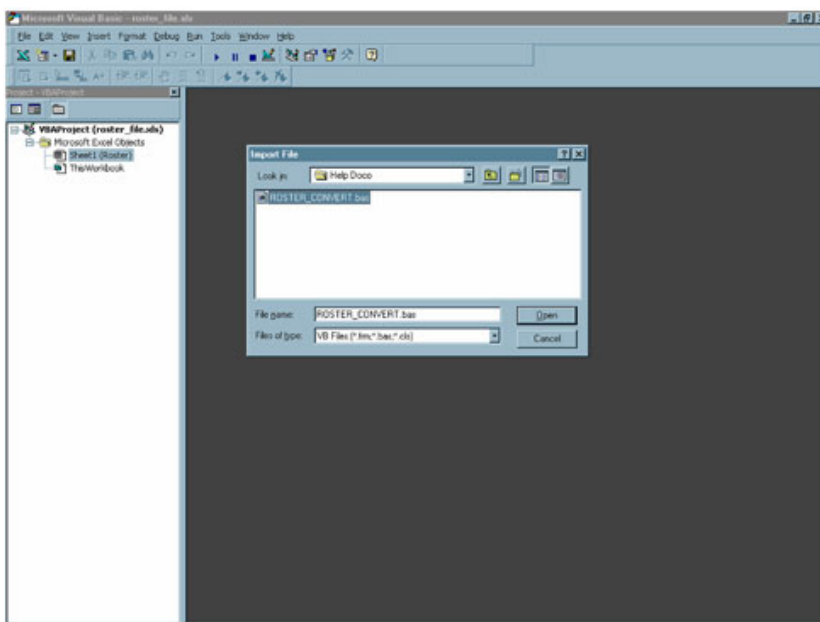 Microsoft Visual Basic - roster_file.xls
File Edit View Insert Format Debug Run Tools Window Help
Project - VBAProject
VBAProject (roster_file.xls)
Microsoft Excel Objects
Sheet1 (Roster)
ThisWorkbook
Import File
Look in:
Help Doco
ROSTER_CONVERT.bas
File name:
ROSTER_CONVERT.bas
Open
Files of type:
VB Files (*.frm;*.bas;*.cls)
Cancel